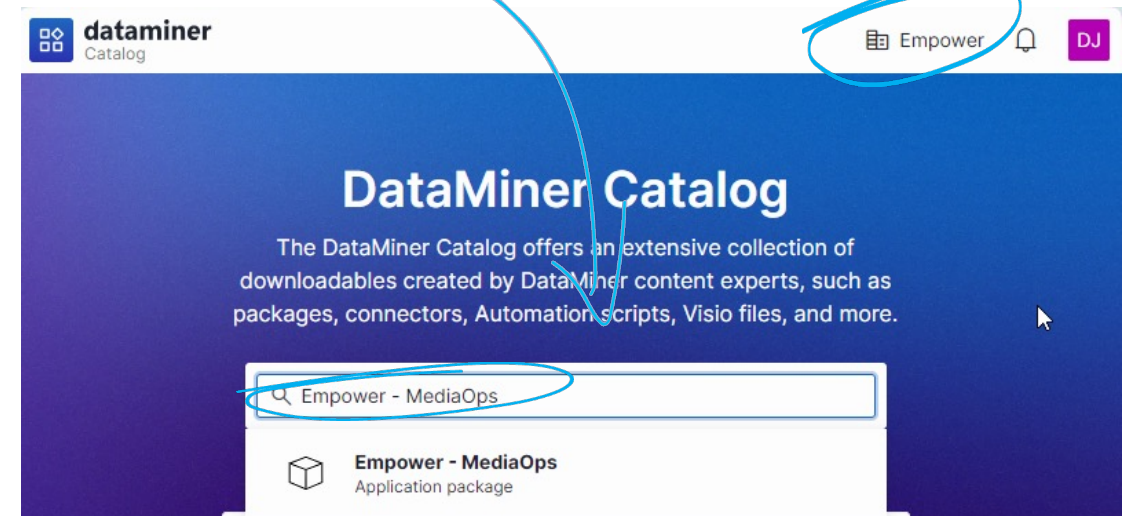 dataminer
Catalog
Empower
DJ
DataMiner Catalog
The DataMiner Catalog offers an extensive collection of
downloadables created by DataMiner content experts, such as
packages, connectors, Automation scripts, Visio files, and more.
Empower - MediaOps
Empower - MediaOps
Application package